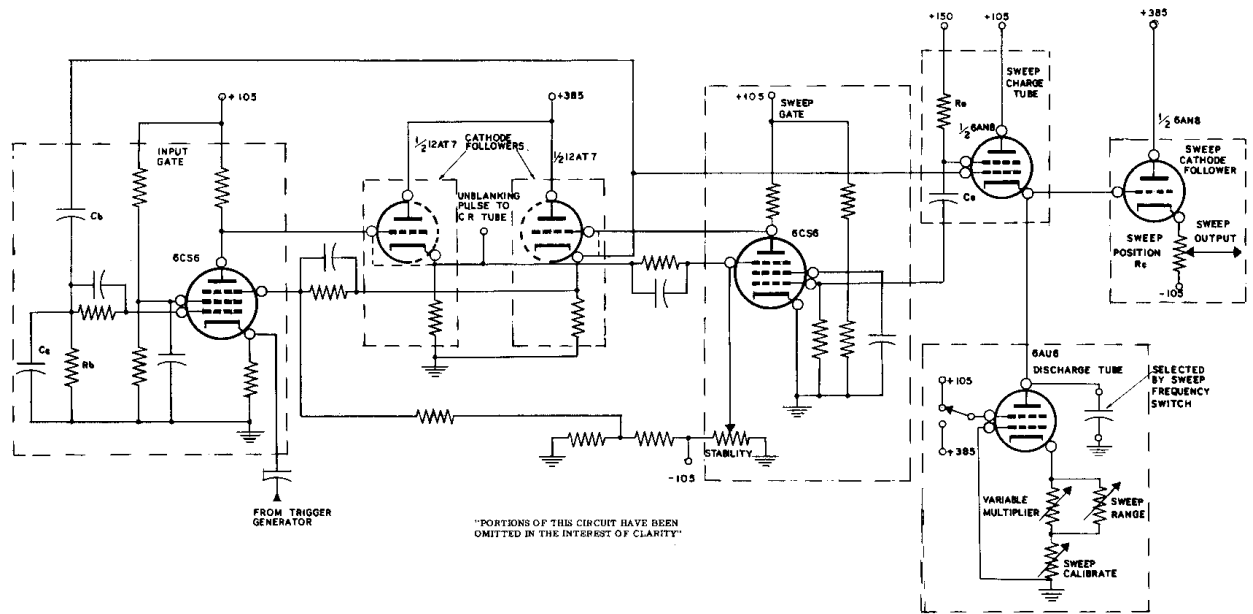 +385
+150
+105
SWEEP
CHARGE
TUBE
Re
1/2 6AN8
1/2 6AN8
Ce
SWEEP
CATHODE
FOLLOWER
SWEEP
POSITION
Rc
SWEEP
OUTPUT
-105
+105
+385
+105
SWEEP
GATE
INPUT
GATE
1/2 12AT7
CATHODE
FOLLOWERS
1/2 12AT7
UNBLANKING
PULSE TO
CR TUBE
Cb
6CS6
6CS6
Rb
STABILITY
-105
FROM TRIGGER
GENERATOR
6AU6
DISCHARGE TUBE
SELECTED
BY SWEEP
FREQUENCY
SWITCH
+105
+385
VARIABLE
MULTIPLIER
SWEEP
RANGE
SWEEP
CALIBRATE
"PORTIONS OF THIS CIRCUIT HAVE BEEN
OMITTED IN THE INTEREST OF CLARITY"